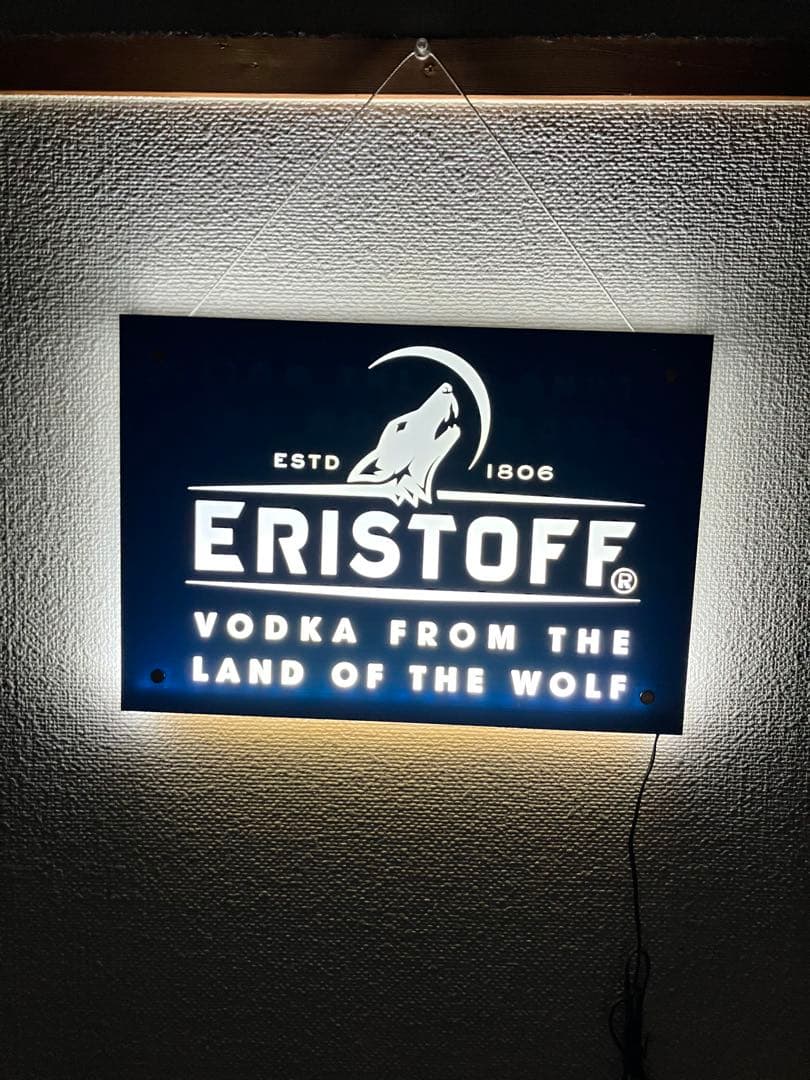 ESTD 1806
ERISTOFF®
VODKA FROM THE
LAND OF THE WOLF